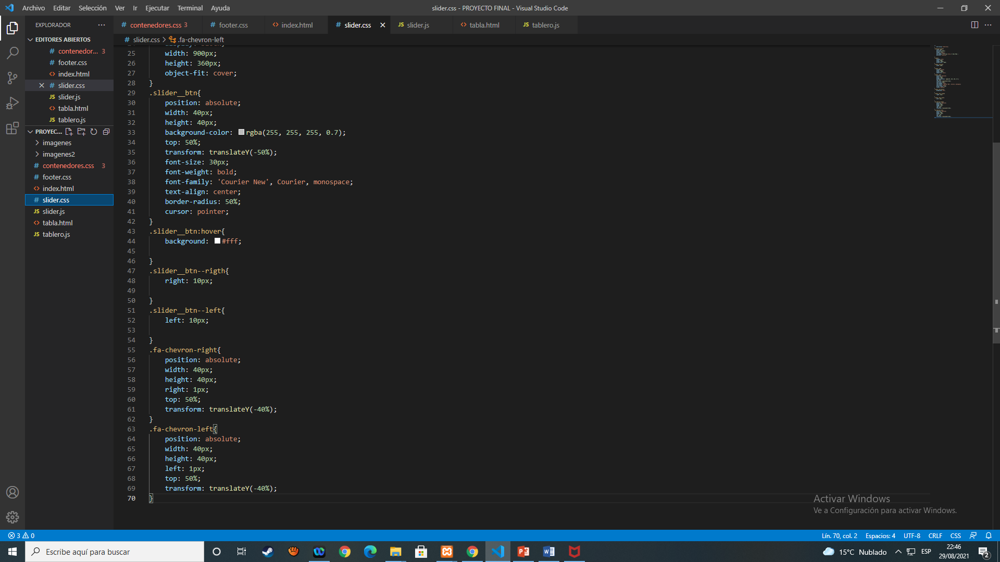 Archivo Editar Selección Ver Ir Ejecutar Terminal Ayuda
slider.css - PROYECTO FINAL - Visual Studio Code
EXPLORADOR
contenedores.css 3 footer.css index.html slider.css slider.js tabla.html tablero.js
slider.css > .fa-chevron-left
EDITORES ABIERTOS
contenedor... 3
footer.css
index.html
slider.css
slider.js
tabla.html
tablero.js
PROYEC...
imagenes
imagenes2
contenedores.css 3
footer.css
index.html
slider.css
slider.js
tabla.html
tablero.js
25 width: 900px;
26 height: 360px;
27 object-fit: cover;
28 }
29 .slider__btn{
30 position: absolute;
31 width: 40px;
32 height: 40px;
33 background-color: rgba(255, 255, 255, 0.7);
34 top: 50%;
35 transform: translateY(-50%);
36 font-size: 30px;
37 font-weight: bold;
38 font-family: 'Courier New', Courier, monospace;
39 text-align: center;
40 border-radius: 50%;
41 cursor: pointer;
42 }
43 .slider__btn:hover{
44 background: #fff;
45
46 }
47 .slider__btn--rigth{
48 right: 10px;
49
50 }
51 .slider__btn--left{
52 left: 10px;
53
54 }
55 .fa-chevron-right{
56 position: absolute;
57 width: 40px;
58 height: 40px;
59 right: 1px;
60 top: 50%;
61 transform: translateY(-40%);
62 }
63 .fa-chevron-left{
64 position: absolute;
65 width: 40px;
66 height: 40px;
67 left: 1px;
68 top: 50%;
69 transform: translateY(-40%);
70 }
Activar Windows
Ve a Configuración para activar Windows.
3 0 Lín. 70, col. 2 Espacios: 4 UTF-8 CRLF CSS
Escribe aquí para buscar
15°C Nublado ESP
22:46
29/08/2021
2